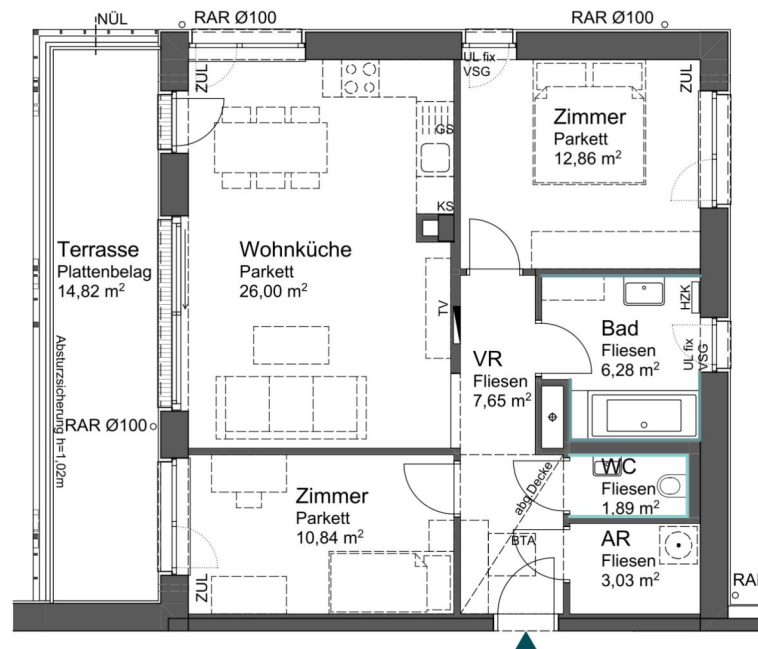 NÜL
RAR Ø100
RAR Ø100
ZUL
UL fix
VSG
ZUL
GS
KS
Zimmer
Parkett
12,86 m²
Terrasse
Plattenbelag
14,82 m²
Wohnküche
Parkett
26,00 m²
TV
HZK
Bad
Fliesen
6,28 m²
UL fix
VSG
VR
Fliesen
7,65 m²
Absturzsicherung h=1,02m
RAR Ø100
WC
Fliesen
1,89 m²
abg.Decke
Zimmer
Parkett
10,84 m²
BTA
AR
Fliesen
3,03 m²
ZUL
RAR